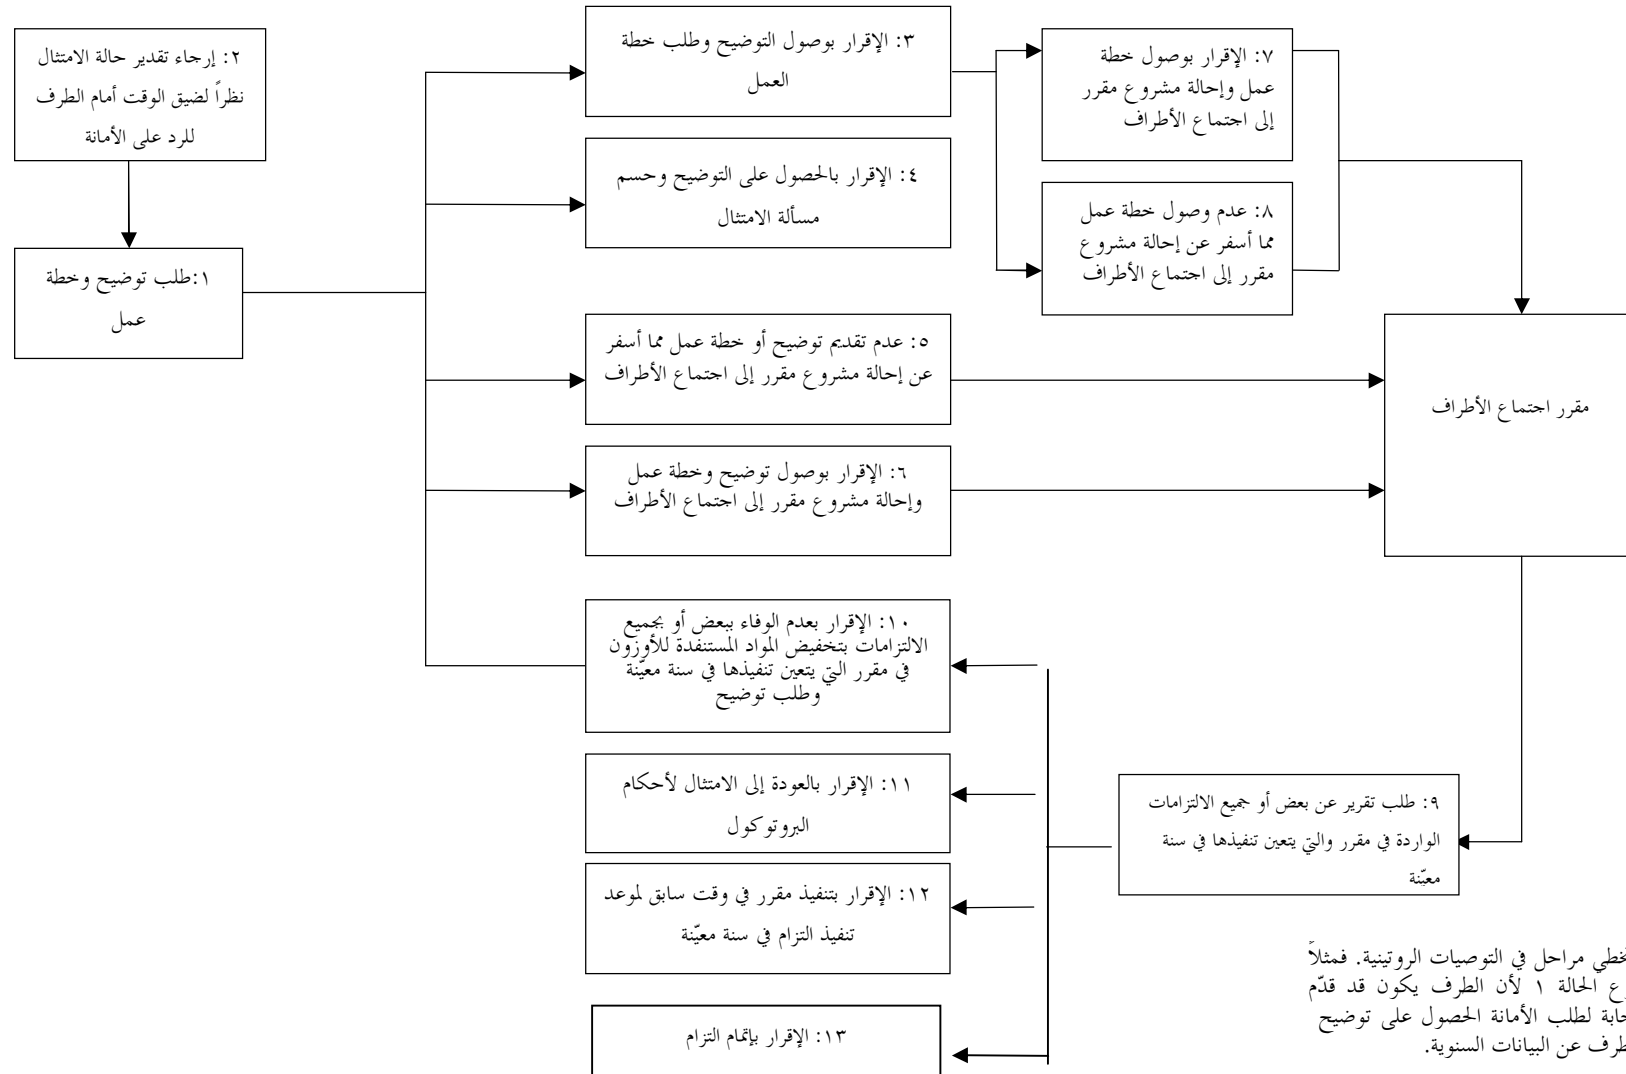 ٢: إرجاء تقدير حالة الامتثال
نظراً لضيق الوقت أمام الطرف
للرد على الأمانة
١:طلب توضيح وخطة
عمل
٣: الإقرار بوصول التوضيح وطلب خطة
العمل
٤: الإقرار بالحصول على التوضيح وحسم
مسألة الامتثال
٥: عدم تقديم توضيح أو خطة عمل مما أسفر
عن إحالة مشروع مقرر إلى اجتماع الأطراف
٦: الإقرار بوصول توضيح وخطة عمل
وإحالة مشروع مقرر إلى اجتماع الأطراف
٧: الإقرار بوصول خطة
عمل وإحالة مشروع مقرر
إلى اجتماع الأطراف
٨: عدم وصول خطة عمل
مما أسفر عن إحالة مشروع
مقرر إلى اجتماع الأطراف
مقرر اجتماع الأطراف
٩: طلب تقرير عن بعض أو جميع الالتزامات
الواردة في مقرر والتي يتعين تنفيذها في سنة
معيّنة
١٠: الإقرار بعدم الوفاء ببعض أو بجميع
الالتزامات بتخفيض المواد المستنفدة للأوزون
في مقرر التي يتعين تنفيذها في سنة معيّنة
وطلب توضيح
١١: الإقرار بالعودة إلى الامتثال لأحكام
البروتوكول
١٢: الإقرار بتنفيذ مقرر في وقت سابق لموعد
تنفيذ التزام في سنة معيّنة
١٣: الإقرار بإتمام التزام
مراحل في التوصيات الروتينية. فمثلاً
الحالة ١ لأن الطرف يكون قد قدّم
لطلب الأمانة الحصول على توضيح
عن البيانات السنوية.